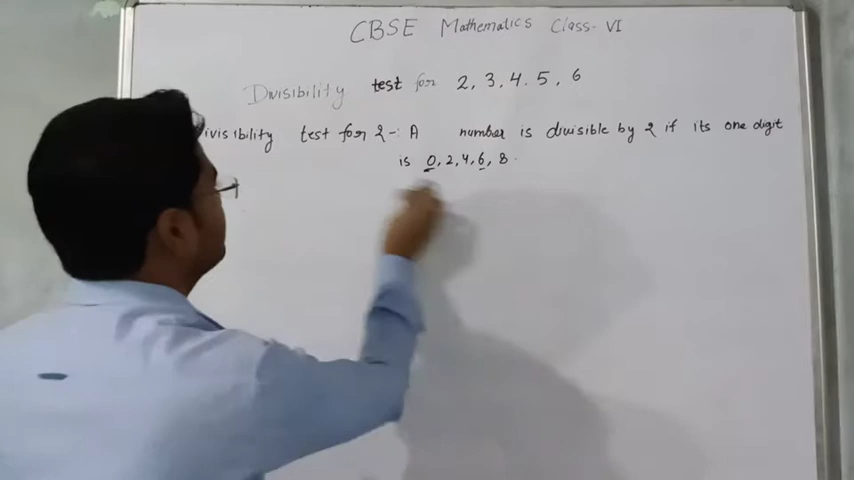 CBSE Mathematics Class- VI
Divisibility test for 2, 3, 4, 5, 6
ivisibility test for 2 -: A number is divisible by 2 if its one digit
is 0, 2, 4, 6, 8.